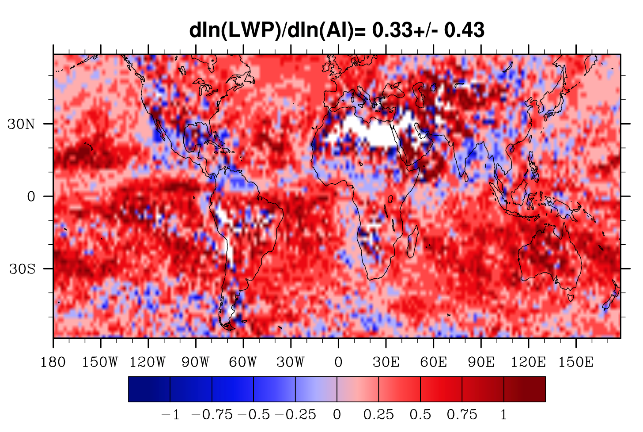 dln(LWP)/dln(AI)= 0.33+/- 0.43
30N
0
30S
180 150W 120W 90W 60W 30W 0 30E 60E 90E 120E 150E
-1 -0.75 -0.5 -0.25 0 0.25 0.5 0.75 1